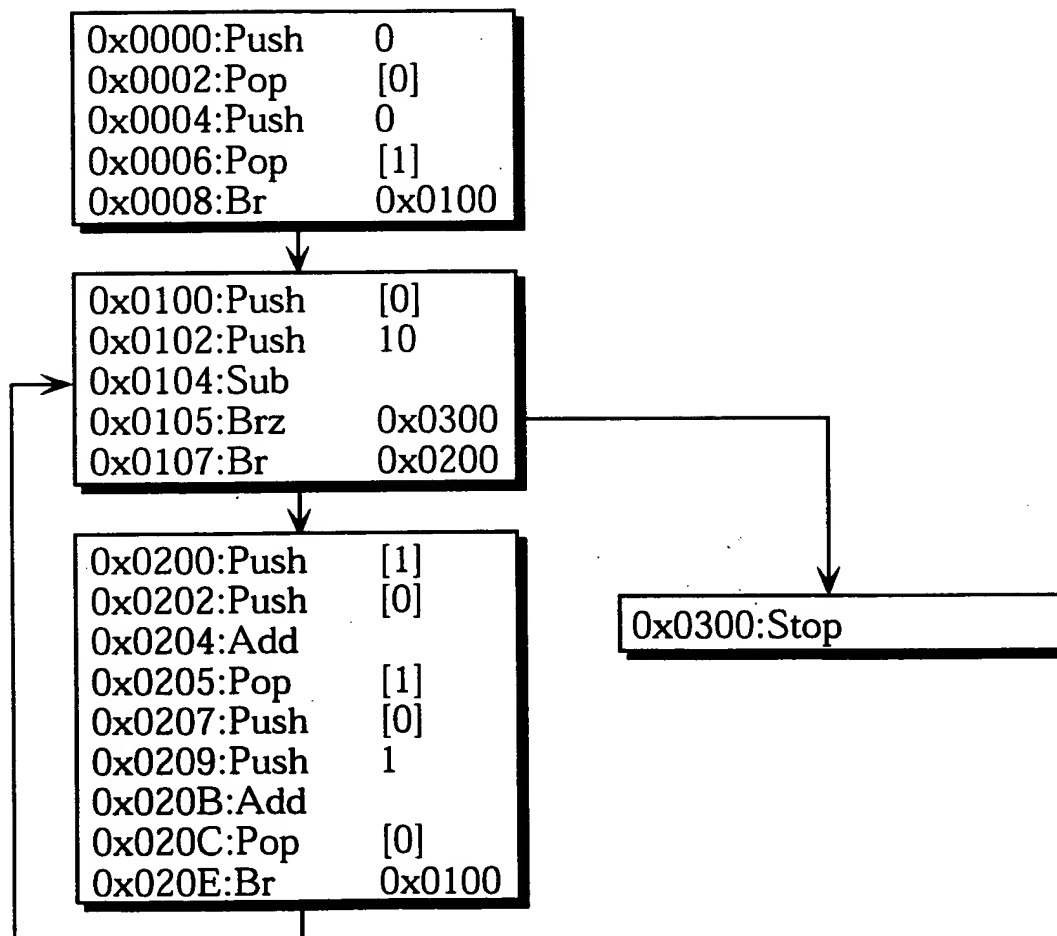 0x0000:Push 0
0x0002:Pop [0]
0x0004:Push 0
0x0006:Pop [1]
0x0008:Br 0x0100
0x0100:Push [0]
0x0102:Push 10
0x0104:Sub
0x0105:Brz 0x0300
0x0107:Br 0x0200
0x0200:Push [1]
0x0202:Push [0]
0x0204:Add
0x0205:Pop [1]
0x0207:Push [0]
0x0209:Push 1
0x020B:Add
0x020C:Pop [0]
0x020E:Br 0x0100
0x0300:Stop